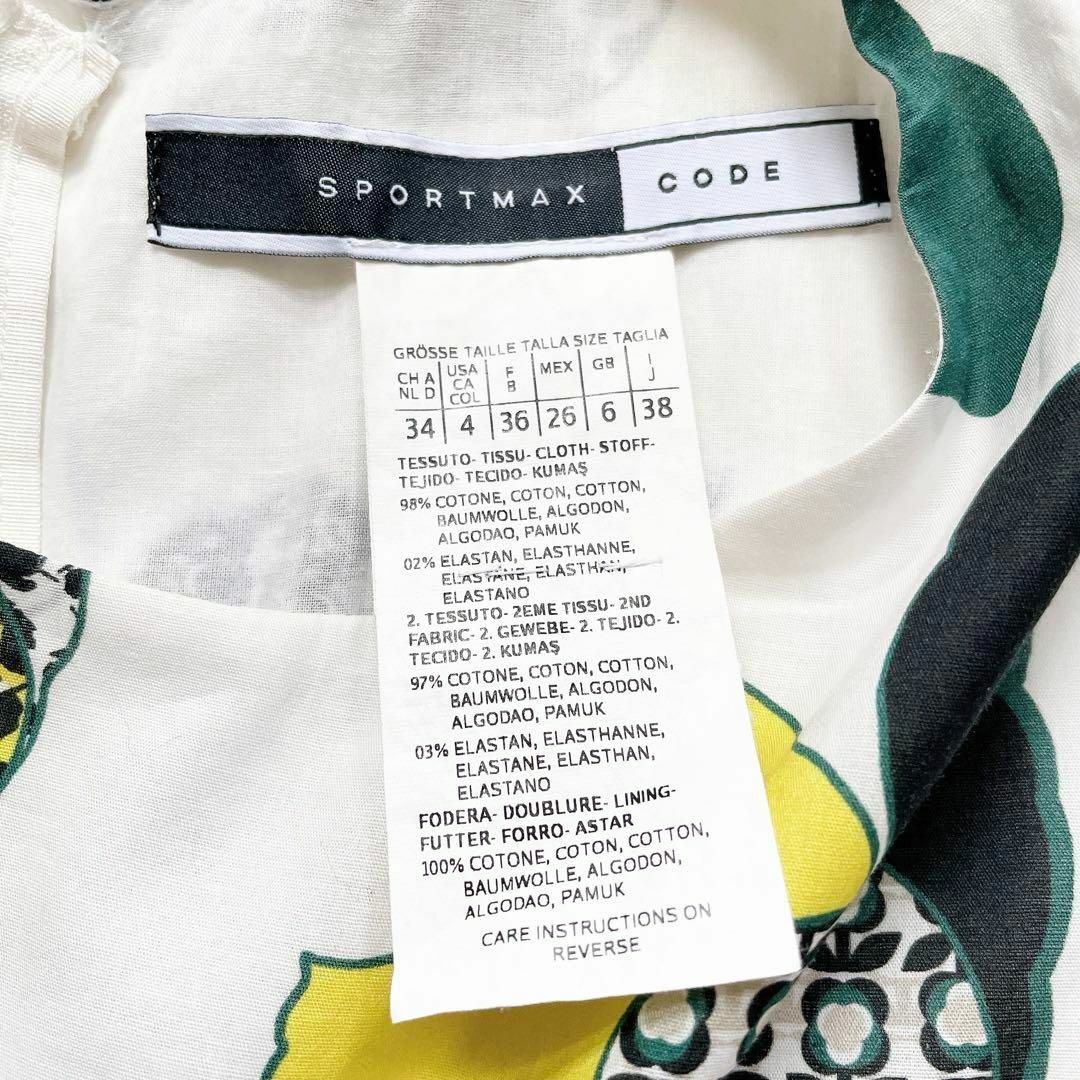 SPORTMAX CODE
GRÖSSE TAILLE TALLA SIZE TAGLIA
CH A USA F MEX GB I
NL D CA B J
COL
34 4 36 26 6 38
TESSUTO- TISSU- CLOTH- STOFF-
TEJIDO- TECIDO- KUMAŞ
98% COTONE, COTON, COTTON,
BAUMWOLLE, ALGODON,
ALGODAO, PAMUK
02% ELASTAN, ELASTHANNE,
ELASTANE, ELASTHAN,
ELASTANO
2. TESSUTO- 2EME TISSU- 2ND
FABRIC- 2. GEWEBE- 2. TEJIDO- 2.
TECIDO- 2. KUMAŞ
97% COTONE, COTON, COTTON,
BAUMWOLLE, ALGODON,
ALGODAO, PAMUK
03% ELASTAN, ELASTHANNE,
ELASTANE, ELASTHAN,
ELASTANO
FODERA- DOUBLURE- LINING-
FUTTER- FORRO- ASTAR
100% COTONE, COTON, COTTON,
BAUMWOLLE, ALGODON,
ALGODAO, PAMUK
CARE INSTRUCTIONS ON
REVERSE